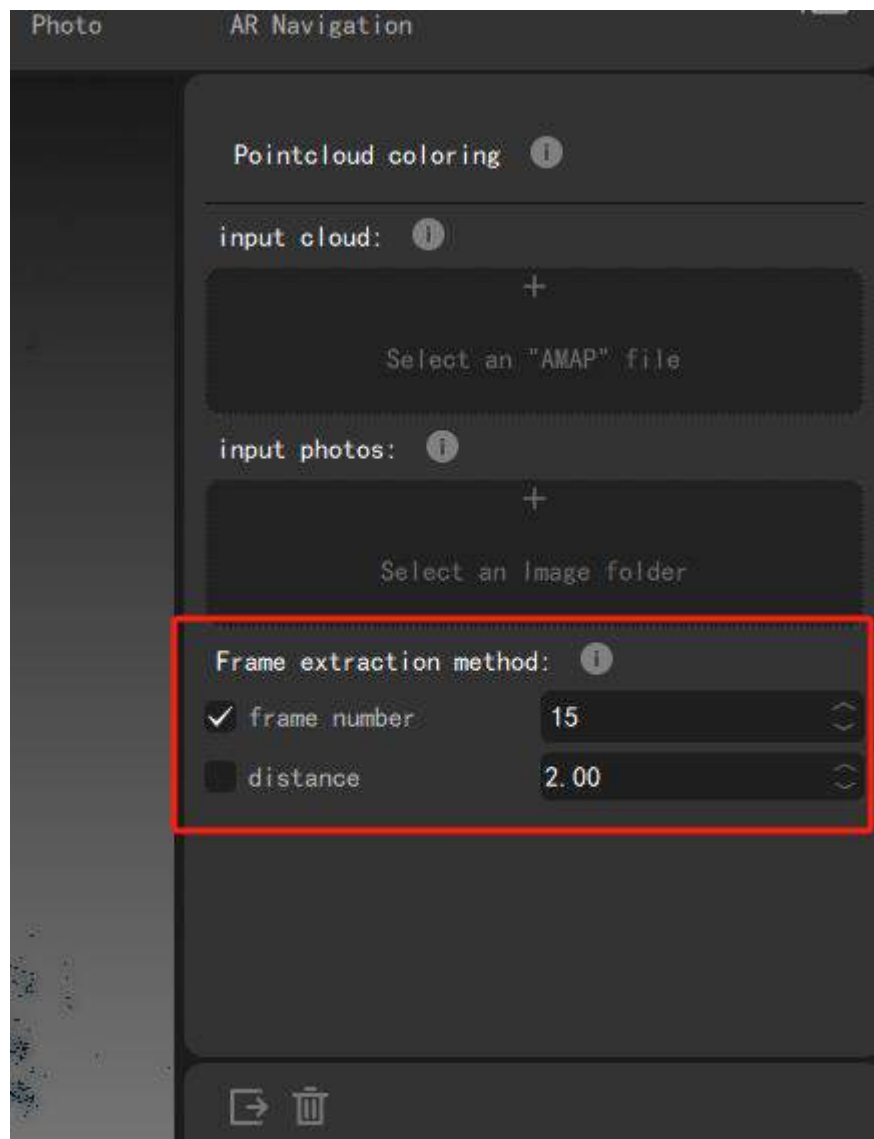 Photo AR Navigation
Pointcloud coloring
input cloud:
Select an "AMAP" file
input photos:
Select an Image folder
Frame extraction method:
frame number 15
distance 2.00